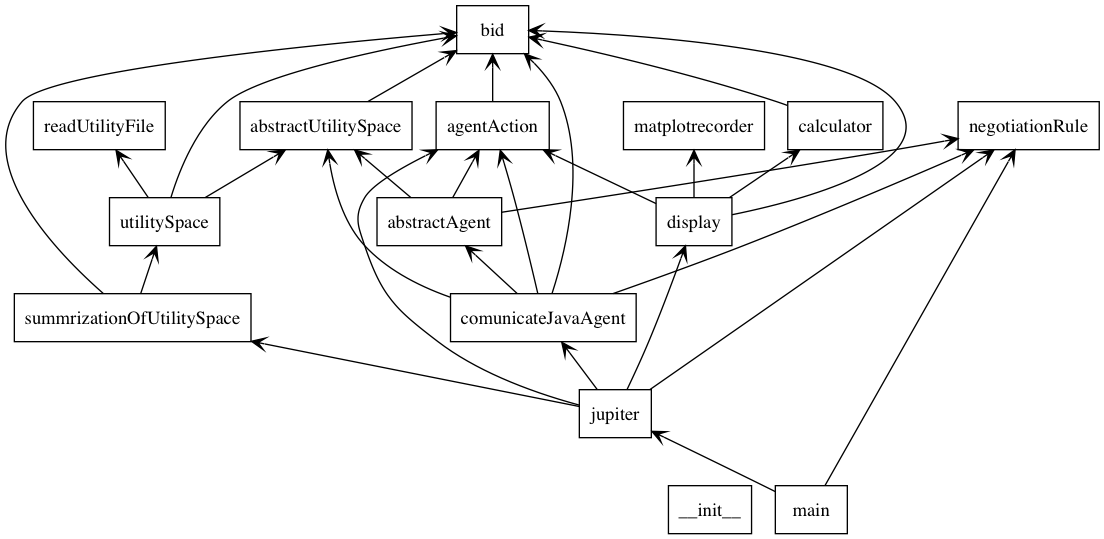 bid
readUtilityFile
abstractUtilitySpace
agentAction
matplotrecorder
calculator
negotiationRule
utilitySpace
abstractAgent
display
summrizationOfUtilitySpace
comunicateJavaAgent
jupiter
__init__
main